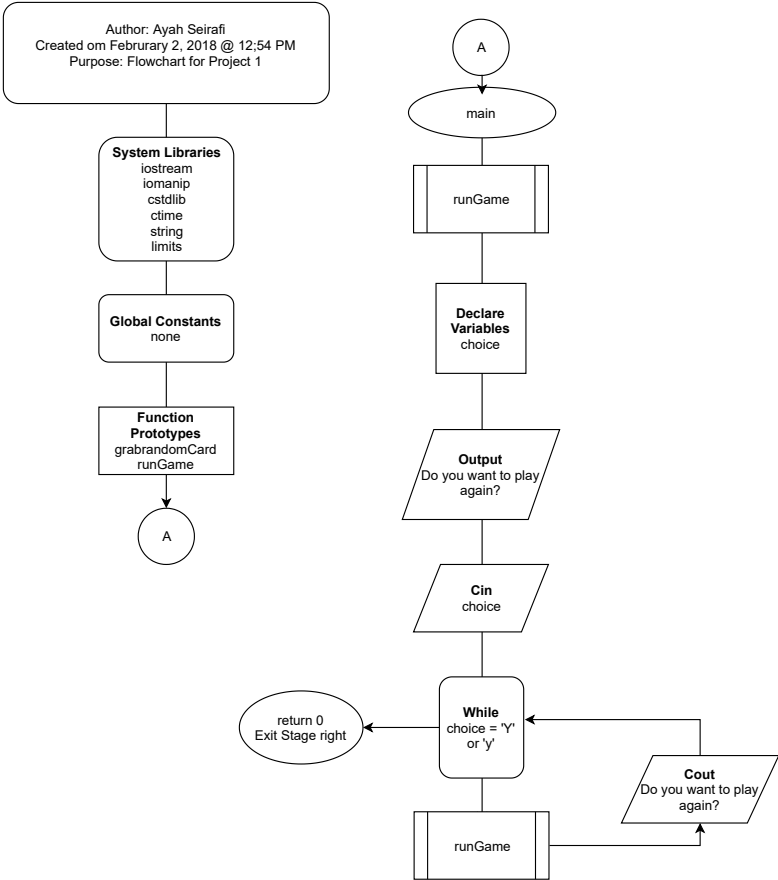 Author: Ayah Seirafi
Created om Februrary 2, 2018 @ 12;54 PM
Purpose: Flowchart for Project 1
System Libraries
iostream
iomanip
cstdlib
ctime
string
limits
Global Constants
none
Function
Prototypes
grabrandomCard
runGame
A
A
main
runGame
Declare
Variables
choice
Output
Do you want to play
again?
Cin
choice
While
choice = 'Y'
or 'y'
return 0
Exit Stage right
Cout
Do you want to play
again?
runGame